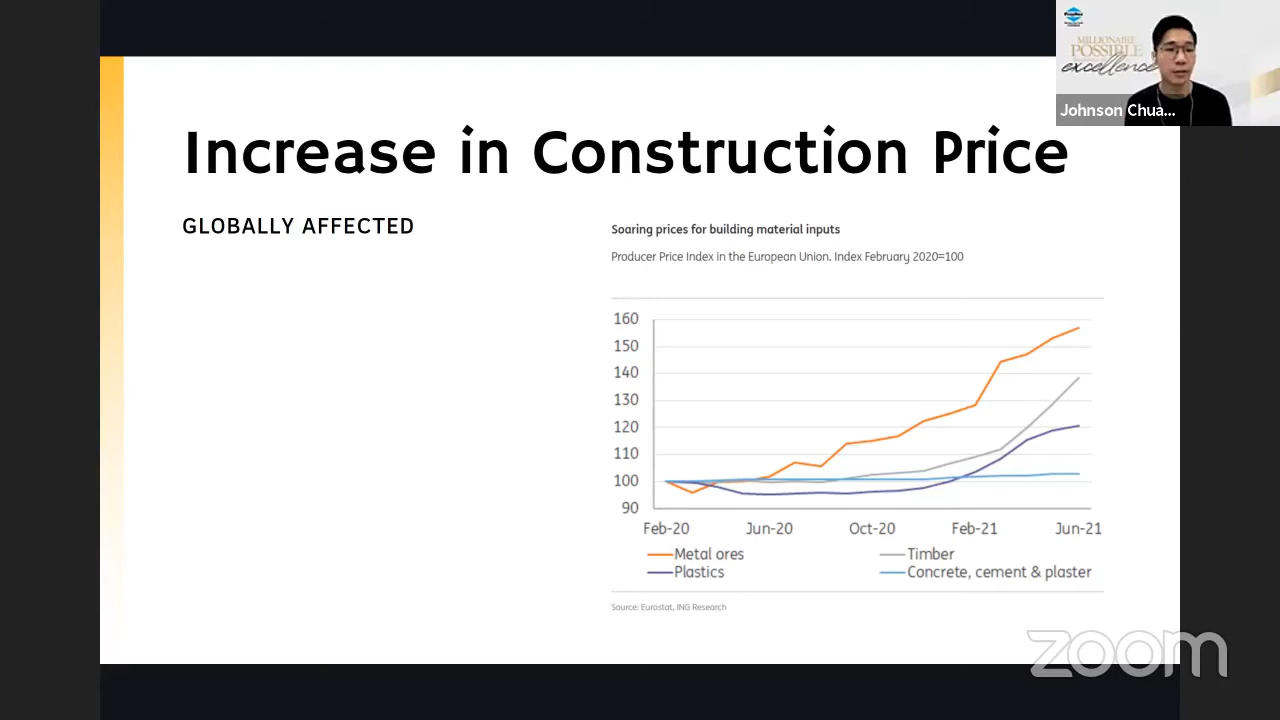 MILLIONAIRE
POSSIBLE
excellence
Johnson Chua...
Increase in Construction Price
GLOBALLY AFFECTED
Soaring prices for building material inputs
Producer Price Index in the European Union. Index February 2020=100
160
150
140
130
120
110
100
90
Feb-20 Jun-20 Oct-20 Feb-21 Jun-21
Metal ores Timber
Plastics Concrete, cement & plaster
Source: Eurostat, ING Research
zoom